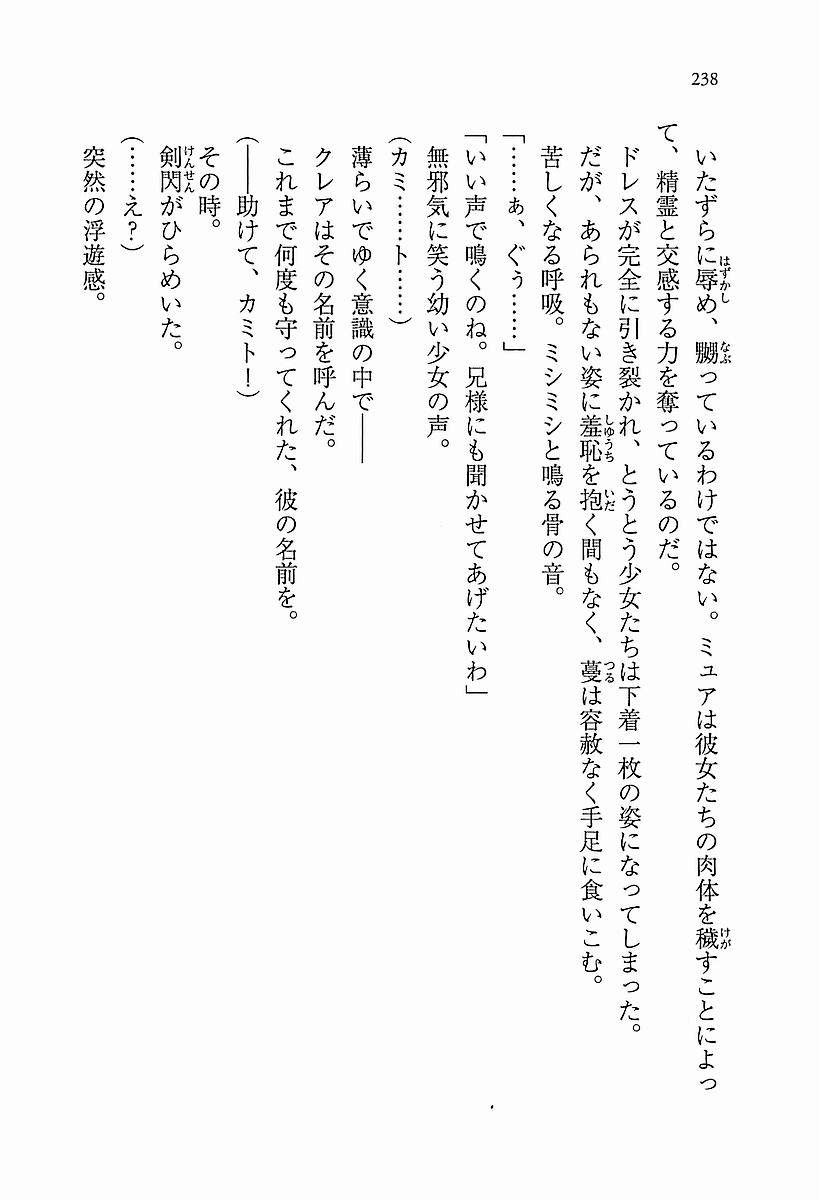 238
いたずらに辱め、嬲っているわけではない。ミュアは彼女たちの肉体を穢すことによっ
て、精霊と交感する力を奪っているのだ。
ドレスが完全に引き裂かれ、とうとう少女たちは下着一枚の姿になってしまった。
だが、あられもない姿に羞恥を抱く間もなく、蔓は容赦なく手足に食いこむ。
苦しくなる呼吸。ミシミシと鳴る骨の音。
「……ぁ、ぐぅ……」
「いい声で鳴くのね。兄様にも聞かせてあげたいわ」
無邪気に笑う幼い少女の声。
(カミ……ト……)
薄らいでゆく意識の中で――
クレアはその名前を呼んだ。
これまで何度も守ってくれた、彼の名前を。
(――助けて、カミト!)
その時。
剣閃がひらめいた。
(……え?)
突然の浮遊感。